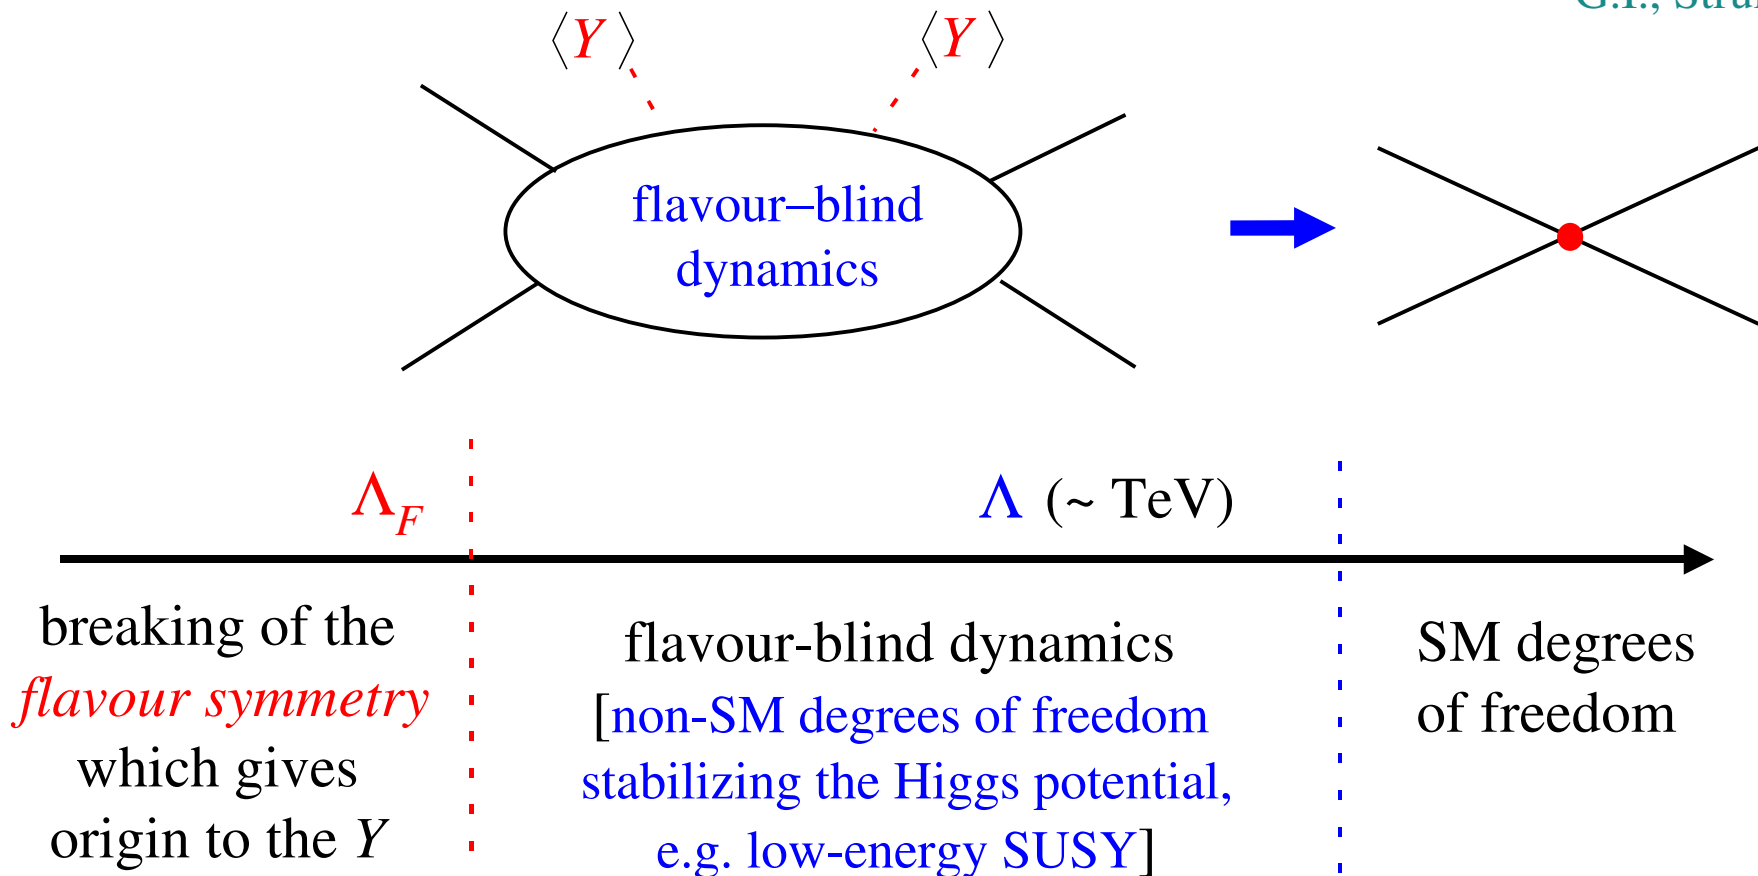 G.I., 
⟨Y⟩ ⟨Y⟩
flavour–blind
dynamics
Λ_F Λ (~ TeV)
breaking of the
flavour symmetry
which gives
origin to the Y
flavour-blind dynamics
[non-SM degrees of freedom
stabilizing the Higgs potential,
e.g. low-energy SUSY]
SM degrees
of freedom